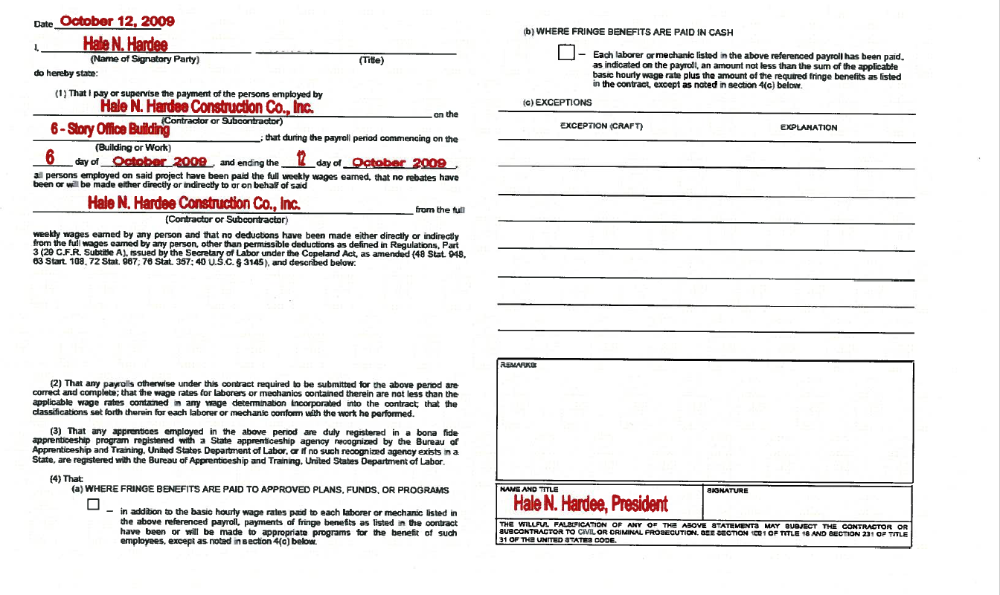 Date October 12, 2009
I, Hale N. Hardee
(Name of Signatory Party) (Title)
do hereby state:
(1) That I pay or supervise the payment of the persons employed by
Hale N. Hardee Construction Co., Inc. on the
(Contractor or Subcontractor)
6 - Story Office Building ; that during the payroll period commencing on the
(Building or Work)
6 day of October 2009 , and ending the 12 day of October 2009 ,
all persons employed on said project have been paid the full weekly wages earned, that no rebates have
been or will be made either directly or indirectly to or on behalf of said
Hale N. Hardee Construction Co., Inc. from the full
(Contractor or Subcontractor)
weekly wages earned by any person and that no deductions have been made either directly or indirectly
from the full wages earned by any person, other than permissible deductions as defined in Regulations, Part
3 (29 C.F.R. Subtitle A), issued by the Secretary of Labor under the Copeland Act, as amended (48 Stat. 948,
63 Start. 108, 72 Stat. 967; 76 Stat. 357; 40 U.S.C. § 3145), and described below:
(2) That any payrolls otherwise under this contract required to be submitted for the above period are
correct and complete; that the wage rates for laborers or mechanics contained therein are not less than the
applicable wage rates contained in any wage determination incorporated into the contract; that the
classifications set forth therein for each laborer or mechanic conform with the work he performed.
(3) That any apprentices employed in the above period are duly registered in a bona fide
apprenticeship program registered with a State apprenticeship agency recognized by the Bureau of
Apprenticeship and Training, United States Department of Labor, or if no such recognized agency exists in a
State, are registered with the Bureau of Apprenticeship and Training, United States Department of Labor.
(4) That:
(a) WHERE FRINGE BENEFITS ARE PAID TO APPROVED PLANS, FUNDS, OR PROGRAMS
– in addition to the basic hourly wage rates paid to each laborer or mechanic listed in
the above referenced payroll, payments of fringe benefits as listed in the contract
have been or will be made to appropriate programs for the benefit of such
employees, except as noted in section 4(c) below.
(b) WHERE FRINGE BENEFITS ARE PAID IN CASH
– Each laborer or mechanic listed in the above referenced payroll has been paid,
as indicated on the payroll, an amount not less than the sum of the applicable
basic hourly wage rate plus the amount of the required fringe benefits as listed
in the contract, except as noted in section 4(c) below.
(c) EXCEPTIONS
EXCEPTION (CRAFT) EXPLANATION
REMARKS:
NAME AND TITLE SIGNATURE
Hale N. Hardee, President
THE WILLFUL FALSIFICATION OF ANY OF THE ABOVE STATEMENTS MAY SUBJECT THE CONTRACTOR OR
SUBCONTRACTOR TO CIVIL OR CRIMINAL PROSECUTION. SEE SECTION 1001 OF TITLE 18 AND SECTION 231 OF TITLE
31 OF THE UNITED STATES CODE.